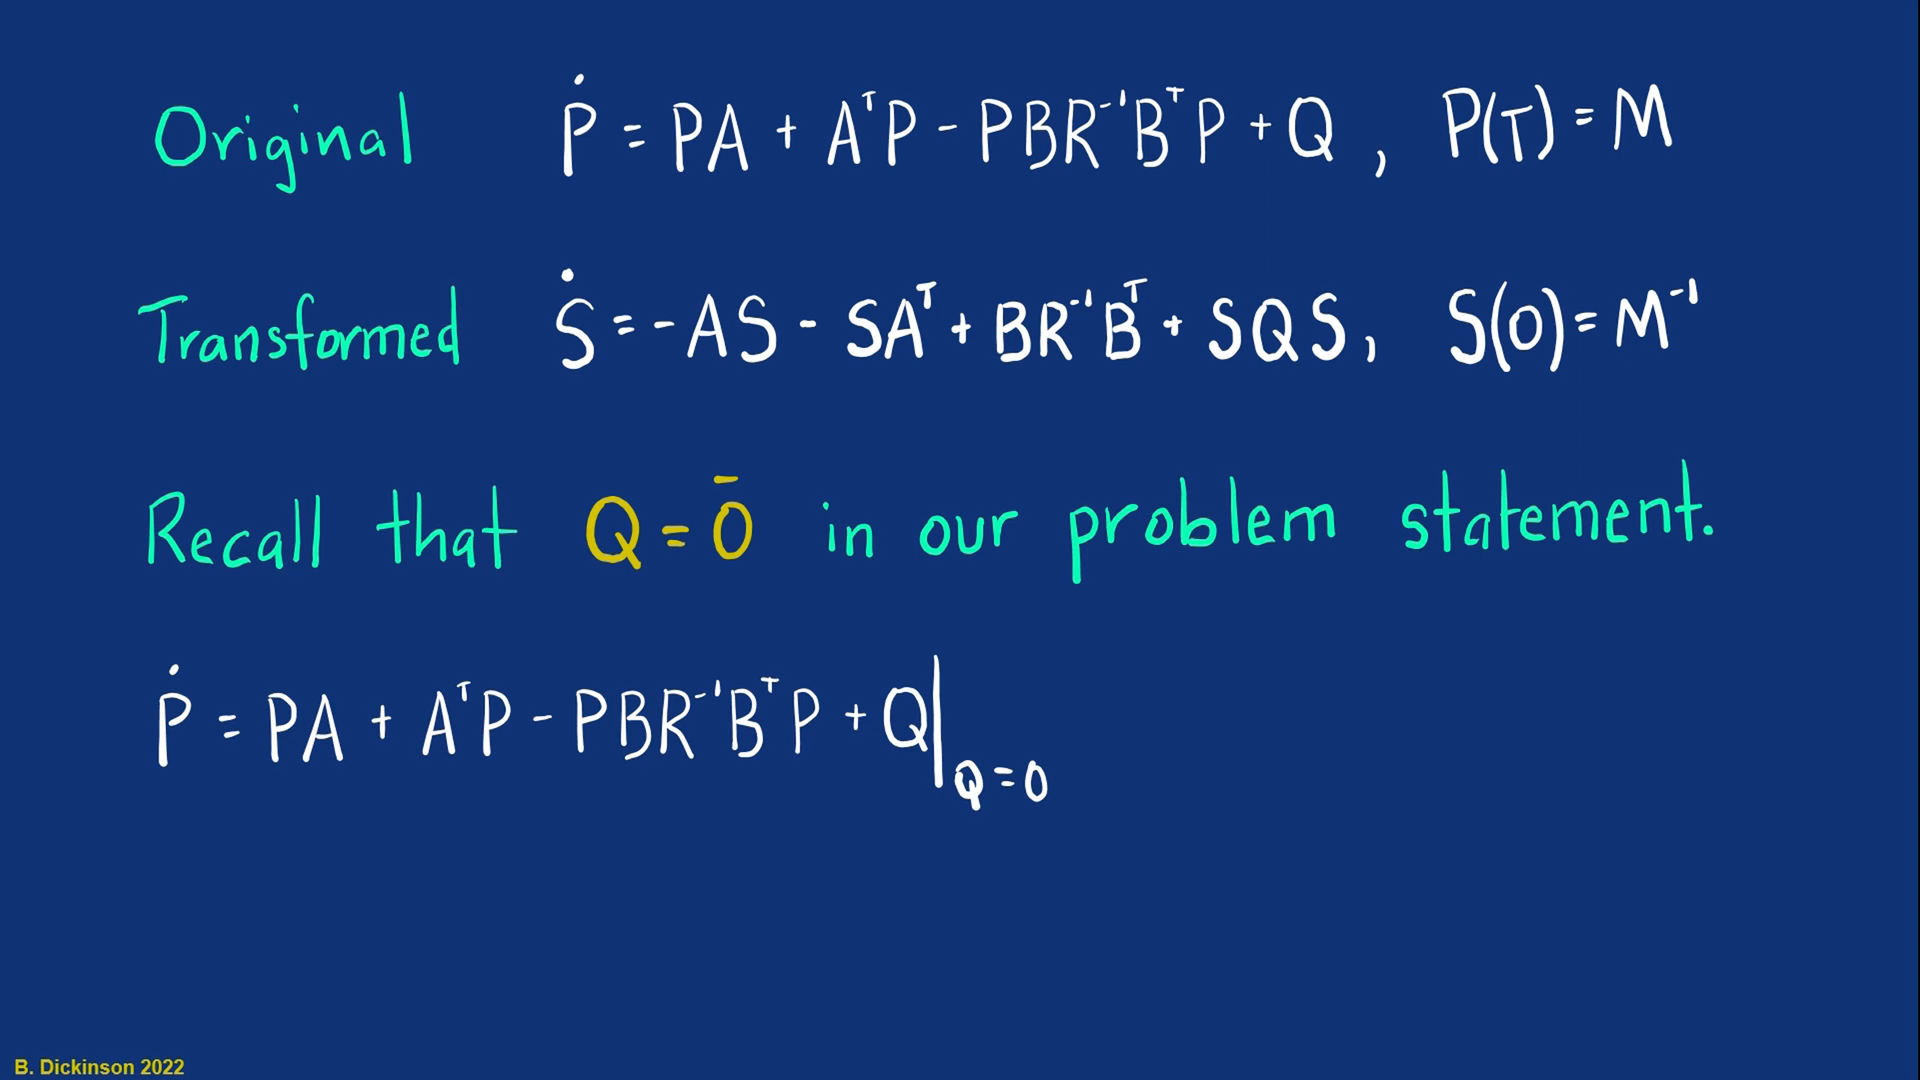 Original Ṗ = PA + AᵀP - PBR⁻¹BᵀP + Q , P(T) = M
Transformed Ṡ = - AS - SAᵀ + BR⁻¹Bᵀ + SQS, S(0) = M⁻¹
Recall that Q = 0̄ in our problem statement.
Ṗ = PA + AᵀP - PBR⁻¹BᵀP + Q|Q=0
B. Dickinson 2022